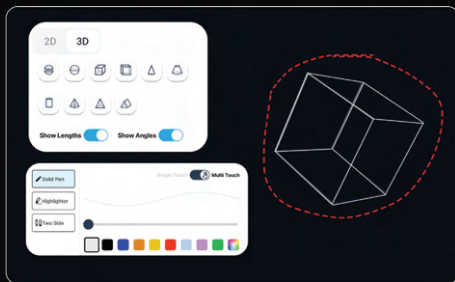 2D 3D
Show Lengths Show Angles
Solid Pen
Single Touch Multi Touch
Highlighter
Two Side